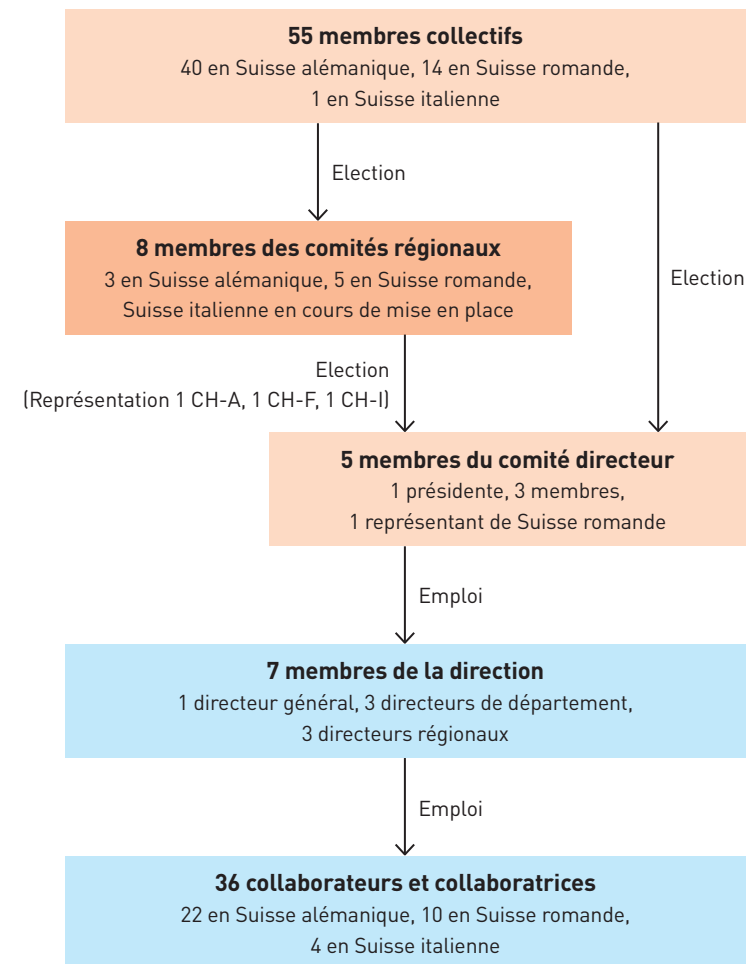 55 membres collectifs
40 en Suisse alémanique, 14 en Suisse romande,
1 en Suisse italienne
Election
8 membres des comités régionaux
3 en Suisse alémanique, 5 en Suisse romande,
Suisse italienne en cours de mise en place
Election
Election
(Représentation 1 CH-A, 1 CH-F, 1 CH-I)
5 membres du comité directeur
1 présidente, 3 membres,
1 représentant de Suisse romande
Emploi
7 membres de la direction
1 directeur général, 3 directeurs de département,
3 directeurs régionaux
Emploi
36 collaborateurs et collaboratrices
22 en Suisse alémanique, 10 en Suisse romande,
4 en Suisse italienne